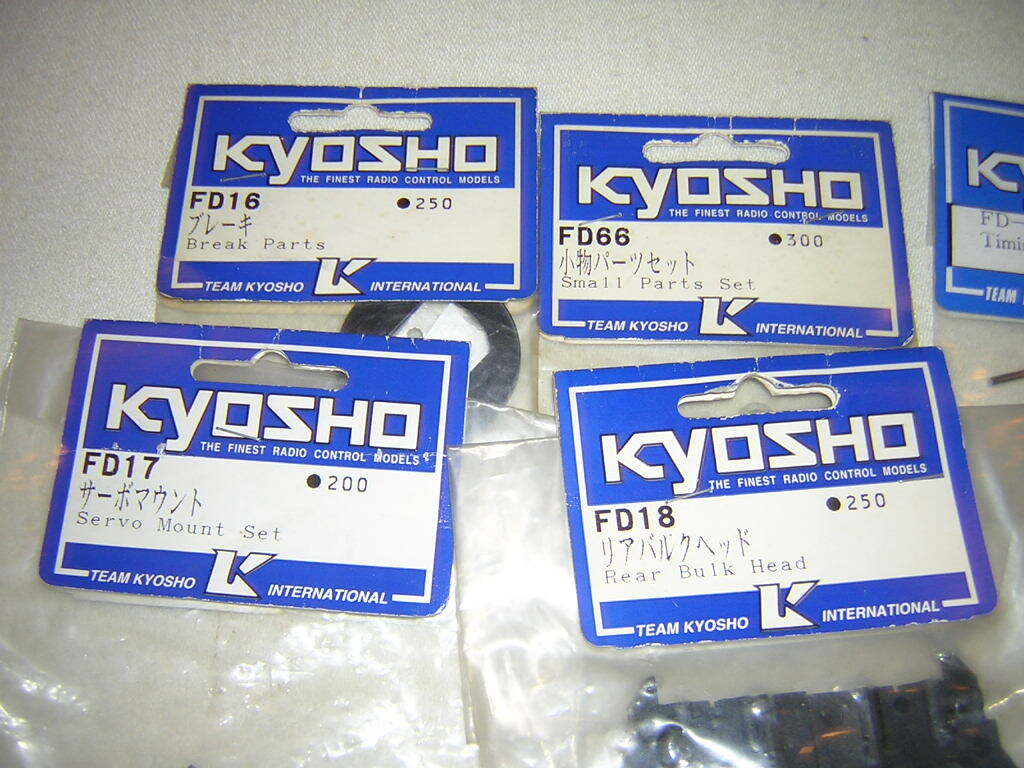 KYOSHO
THE FINEST RADIO CONTROL MODELS
FD16 ●250
ブレーキ
Break Parts
TEAM KYOSHO K INTERNATIONAL
KYOSHO
THE FINEST RADIO CONTROL MODELS
FD66 ●300
小物パーツセット
Small Parts Set
TEAM KYOSHO K INTERNATIONAL
KY
FD-
Timi
TEAM
KYOSHO
THE FINEST RADIO CONTROL MODELS
FD17 ●200
サーボマウント
Servo Mount Set
TEAM KYOSHO K INTERNATIONAL
KYOSHO
THE FINEST RADIO CONTROL MODELS
FD18 ●250
リアバルクヘッド
Rear Bulk Head
TEAM KYOSHO K INTERNATIONAL